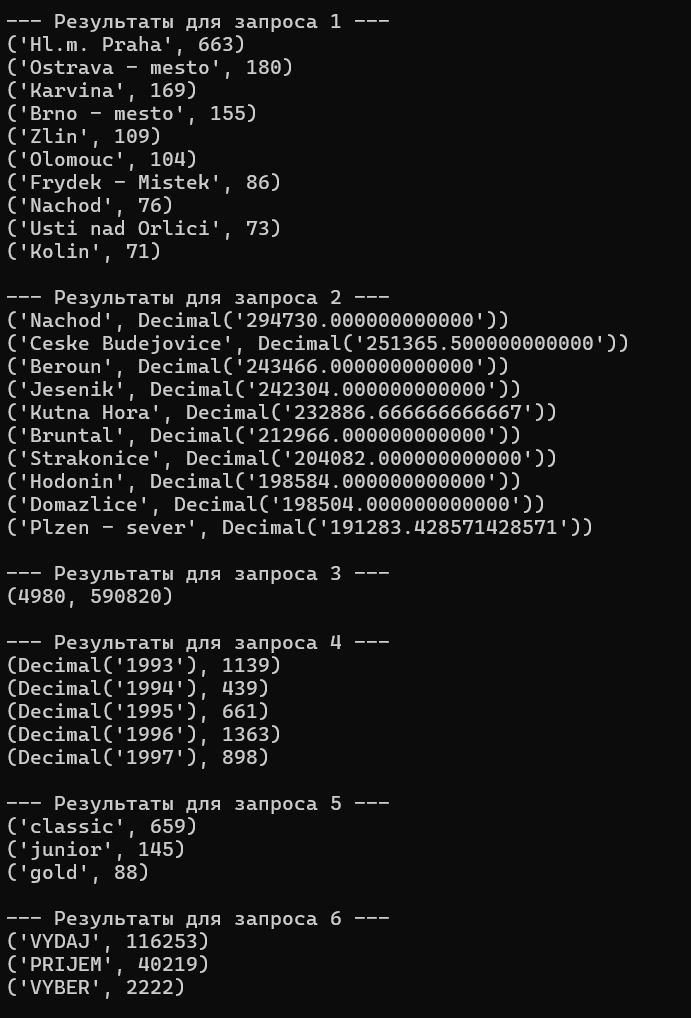 --- Результаты для запроса 1 ---
('Hl.m. Praha', 663)
('Ostrava - mesto', 180)
('Karvina', 169)
('Brno - mesto', 155)
('Zlin', 109)
('Olomouc', 104)
('Frydek - Mistek', 86)
('Nachod', 76)
('Usti nad Orlici', 73)
('Kolin', 71)
--- Результаты для запроса 2 ---
('Nachod', Decimal('294730.000000000000'))
('Ceske Budejovice', Decimal('251365.500000000000'))
('Beroun', Decimal('243466.000000000000'))
('Jesenik', Decimal('242304.000000000000'))
('Kutna Hora', Decimal('232886.666666666667'))
('Bruntal', Decimal('212966.000000000000'))
('Strakonice', Decimal('204082.000000000000'))
('Hodonin', Decimal('198584.000000000000'))
('Domazlice', Decimal('198504.000000000000'))
('Plzen - sever', Decimal('191283.428571428571'))
--- Результаты для запроса 3 ---
(4980, 590820)
--- Результаты для запроса 4 ---
(Decimal('1993'), 1139)
(Decimal('1994'), 439)
(Decimal('1995'), 661)
(Decimal('1996'), 1363)
(Decimal('1997'), 898)
--- Результаты для запроса 5 ---
('classic', 659)
('junior', 145)
('gold', 88)
--- Результаты для запроса 6 ---
('VYDAJ', 116253)
('PRIJEM', 40219)
('VYBER', 2222)